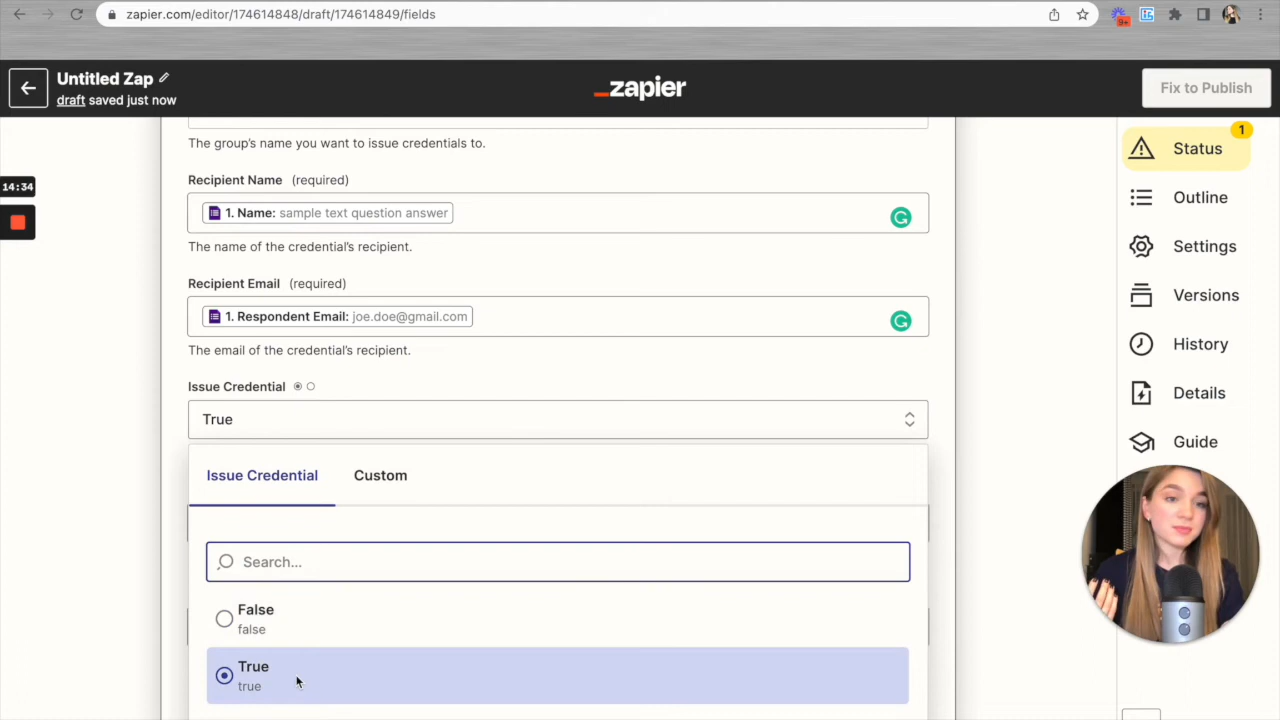 zapier.com/editor/174614848/draft/174614849/fields
9+
Untitled Zap
draft saved just now
_zapier
Fix to Publish
The group's name you want to issue credentials to.
Recipient Name (required)
1. Name: sample text question answer
The name of the credential's recipient.
Recipient Email (required)
1. Respondent Email: joe.doe@gmail.com
The email of the credential's recipient.
Issue Credential
True
Issue Credential Custom
Search...
False
false
True
true
14:34
1
Status
Outline
Settings
Versions
History
Details
Guide